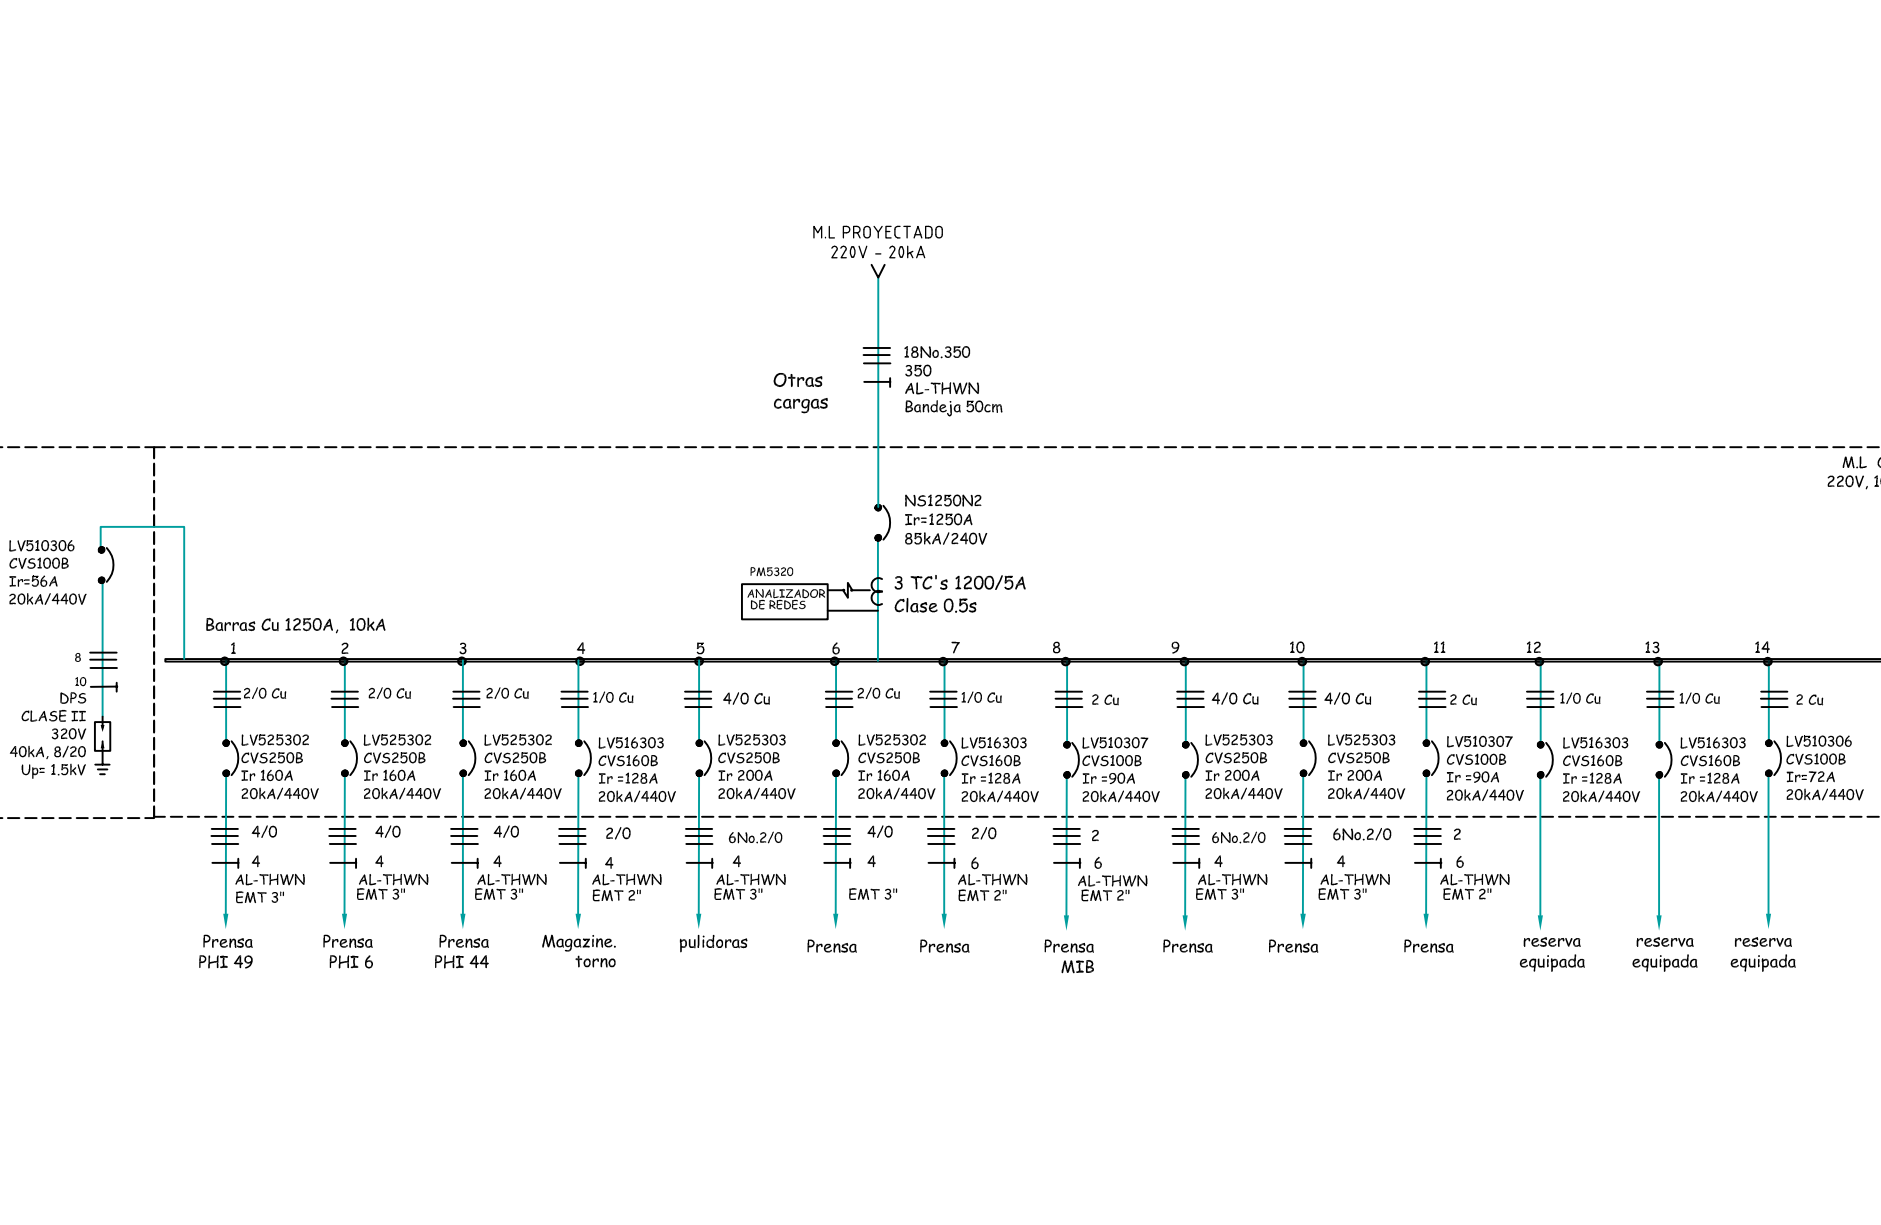 M.L PROYECTADO
220V - 20kA
18No.350
350
AL-THWN
Bandeja 50cm
Otras
cargas
M.L
220V,
NS1250N2
Ir=1250A
85kA/240V
PM5320
ANALIZADOR
DE REDES
3 TC's 1200/5A
Clase 0.5s
LV510306
CVS100B
Ir=56A
20kA/440V
8
10
DPS
CLASE II
320V
40kA, 8/20
Up= 1.5kV
Barras Cu 1250A, 10kA
1
2/0 Cu
LV525302
CVS250B
Ir 160A
20kA/440V
4/0
4
AL-THWN
EMT 3"
Prensa
PHI 49
2
2/0 Cu
LV525302
CVS250B
Ir 160A
20kA/440V
4/0
4
AL-THWN
EMT 3"
Prensa
PHI 6
3
2/0 Cu
LV525302
CVS250B
Ir 160A
20kA/440V
4/0
4
AL-THWN
EMT 3"
Prensa
PHI 44
4
1/0 Cu
LV516303
CVS160B
Ir =128A
20kA/440V
2/0
4
AL-THWN
EMT 2"
Magazine.
torno
5
4/0 Cu
LV525303
CVS250B
Ir 200A
20kA/440V
6No.2/0
4
AL-THWN
EMT 3"
pulidoras
6
2/0 Cu
LV525302
CVS250B
Ir 160A
20kA/440V
4/0
4
EMT 3"
Prensa
7
1/0 Cu
LV516303
CVS160B
Ir =128A
20kA/440V
2/0
6
AL-THWN
EMT 2"
Prensa
8
2 Cu
LV510307
CVS100B
Ir =90A
20kA/440V
2
6
AL-THWN
EMT 2"
Prensa
MIB
9
4/0 Cu
LV525303
CVS250B
Ir 200A
20kA/440V
6No.2/0
4
AL-THWN
EMT 3"
Prensa
10
4/0 Cu
LV525303
CVS250B
Ir 200A
20kA/440V
6No.2/0
4
AL-THWN
EMT 3"
Prensa
11
2 Cu
LV510307
CVS100B
Ir =90A
20kA/440V
2
6
AL-THWN
EMT 2"
Prensa
12
1/0 Cu
LV516303
CVS160B
Ir =128A
20kA/440V
reserva
equipada
13
1/0 Cu
LV516303
CVS160B
Ir =128A
20kA/440V
reserva
equipada
14
2 Cu
LV510306
CVS100B
Ir=72A
20kA/440V
reserva
equipada